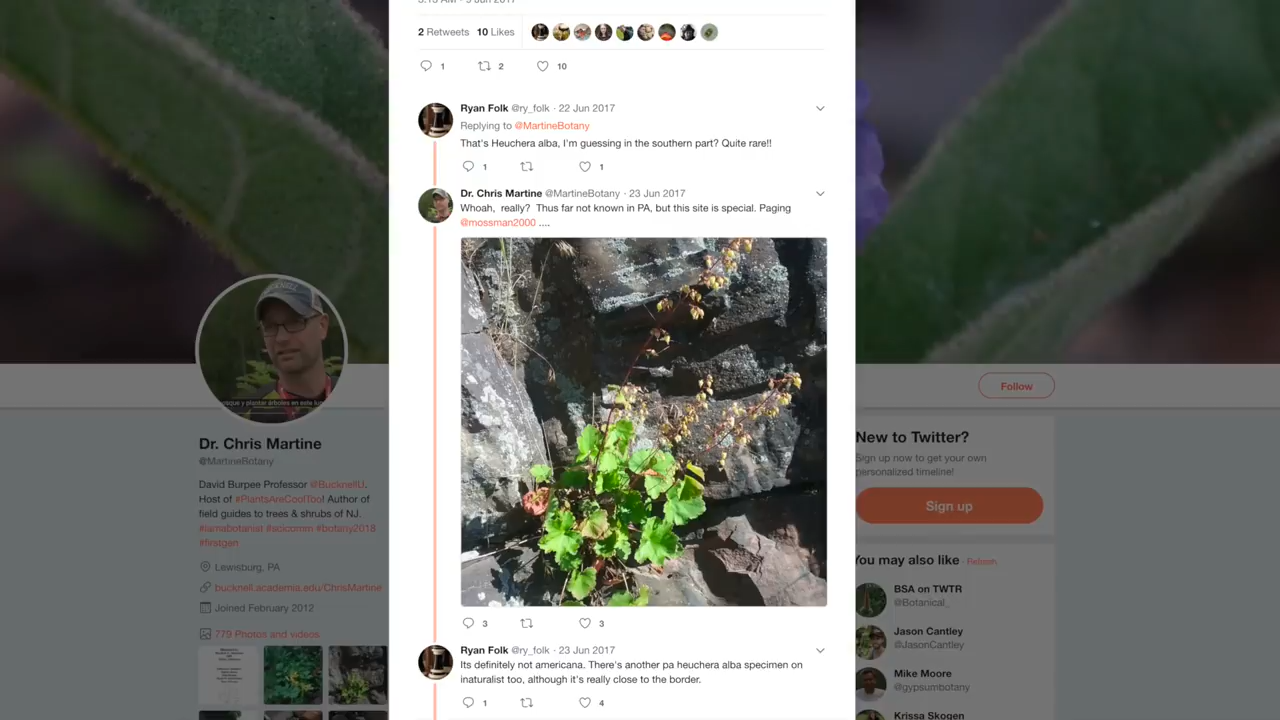 2 Retweets 10 Likes
1 2 10
Ryan Folk @ry_folk · 22 Jun 2017
Replying to @MartineBotany
That's Heuchera alba, I'm guessing in the southern part? Quite rare!!
1 1
Dr. Chris Martine @MartineBotany · 23 Jun 2017
Whoah, really? Thus far not known in PA, but this site is special. Paging
@mossman2000 ....
3 3
Ryan Folk @ry_folk · 23 Jun 2017
Its definitely not americana. There's another pa heuchera alba specimen on
inaturalist too, although it's really close to the border.
1 4
Dr. Chris Martine
@MartineBotany
David Burpee Professor @BucknellU.
Host of #PlantsAreCoolToo! Author of
field guides to trees & shrubs of NJ.
#iamabotanist #scicomm #botany2018
#firstgen
Lewisburg, PA
bucknell.academia.edu/ChrisMartine
Joined February 2012
779 Photos and videos
Follow
New to Twitter?
Sign up now to get your own
personalized timeline!
Sign up
You may also like · Refresh
BSA on TWTR
@Botanical_
Jason Cantley
@JasonCantley
Mike Moore
@gypsumbotany
Krissa Skogen